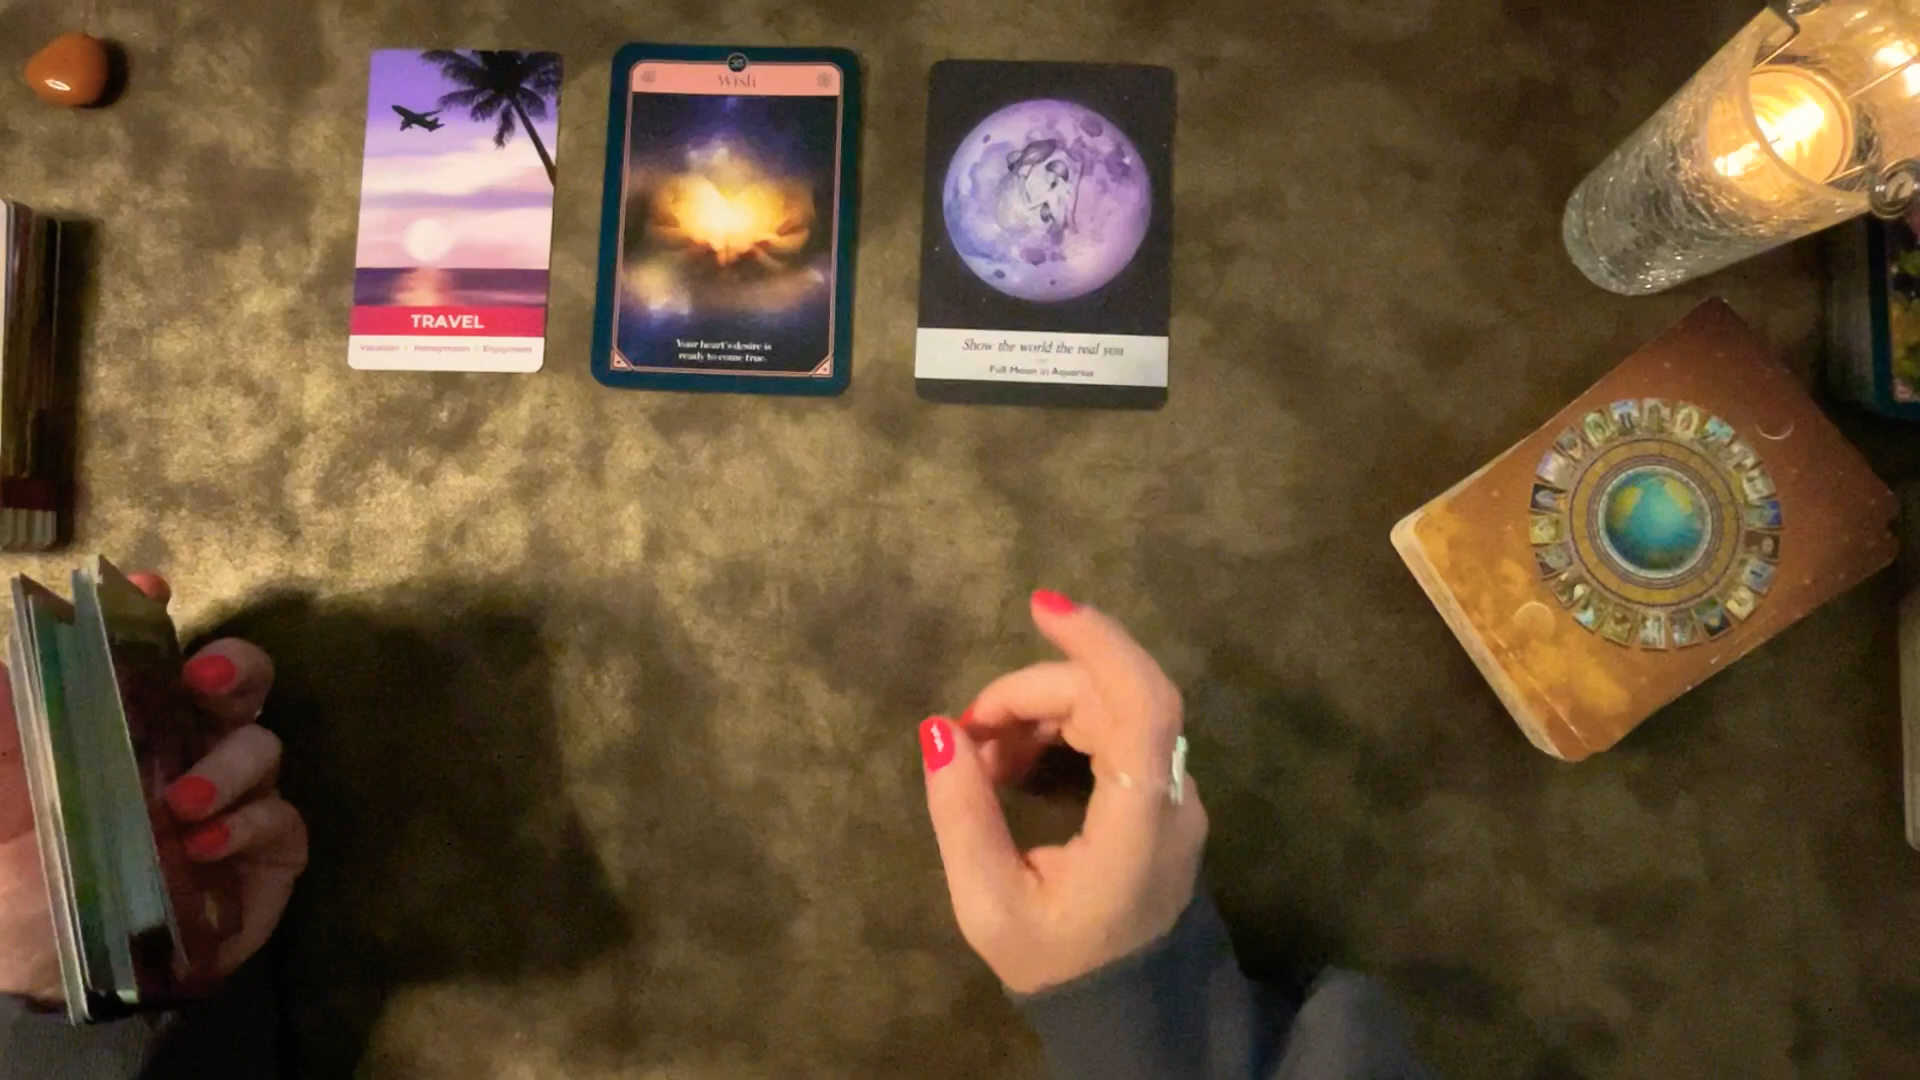 TRAVEL
Vacation Honeymoon Enjoyment
Wish
Your heart's desire is
ready to come true.
Show the world the real you
Full Moon in Aquarius